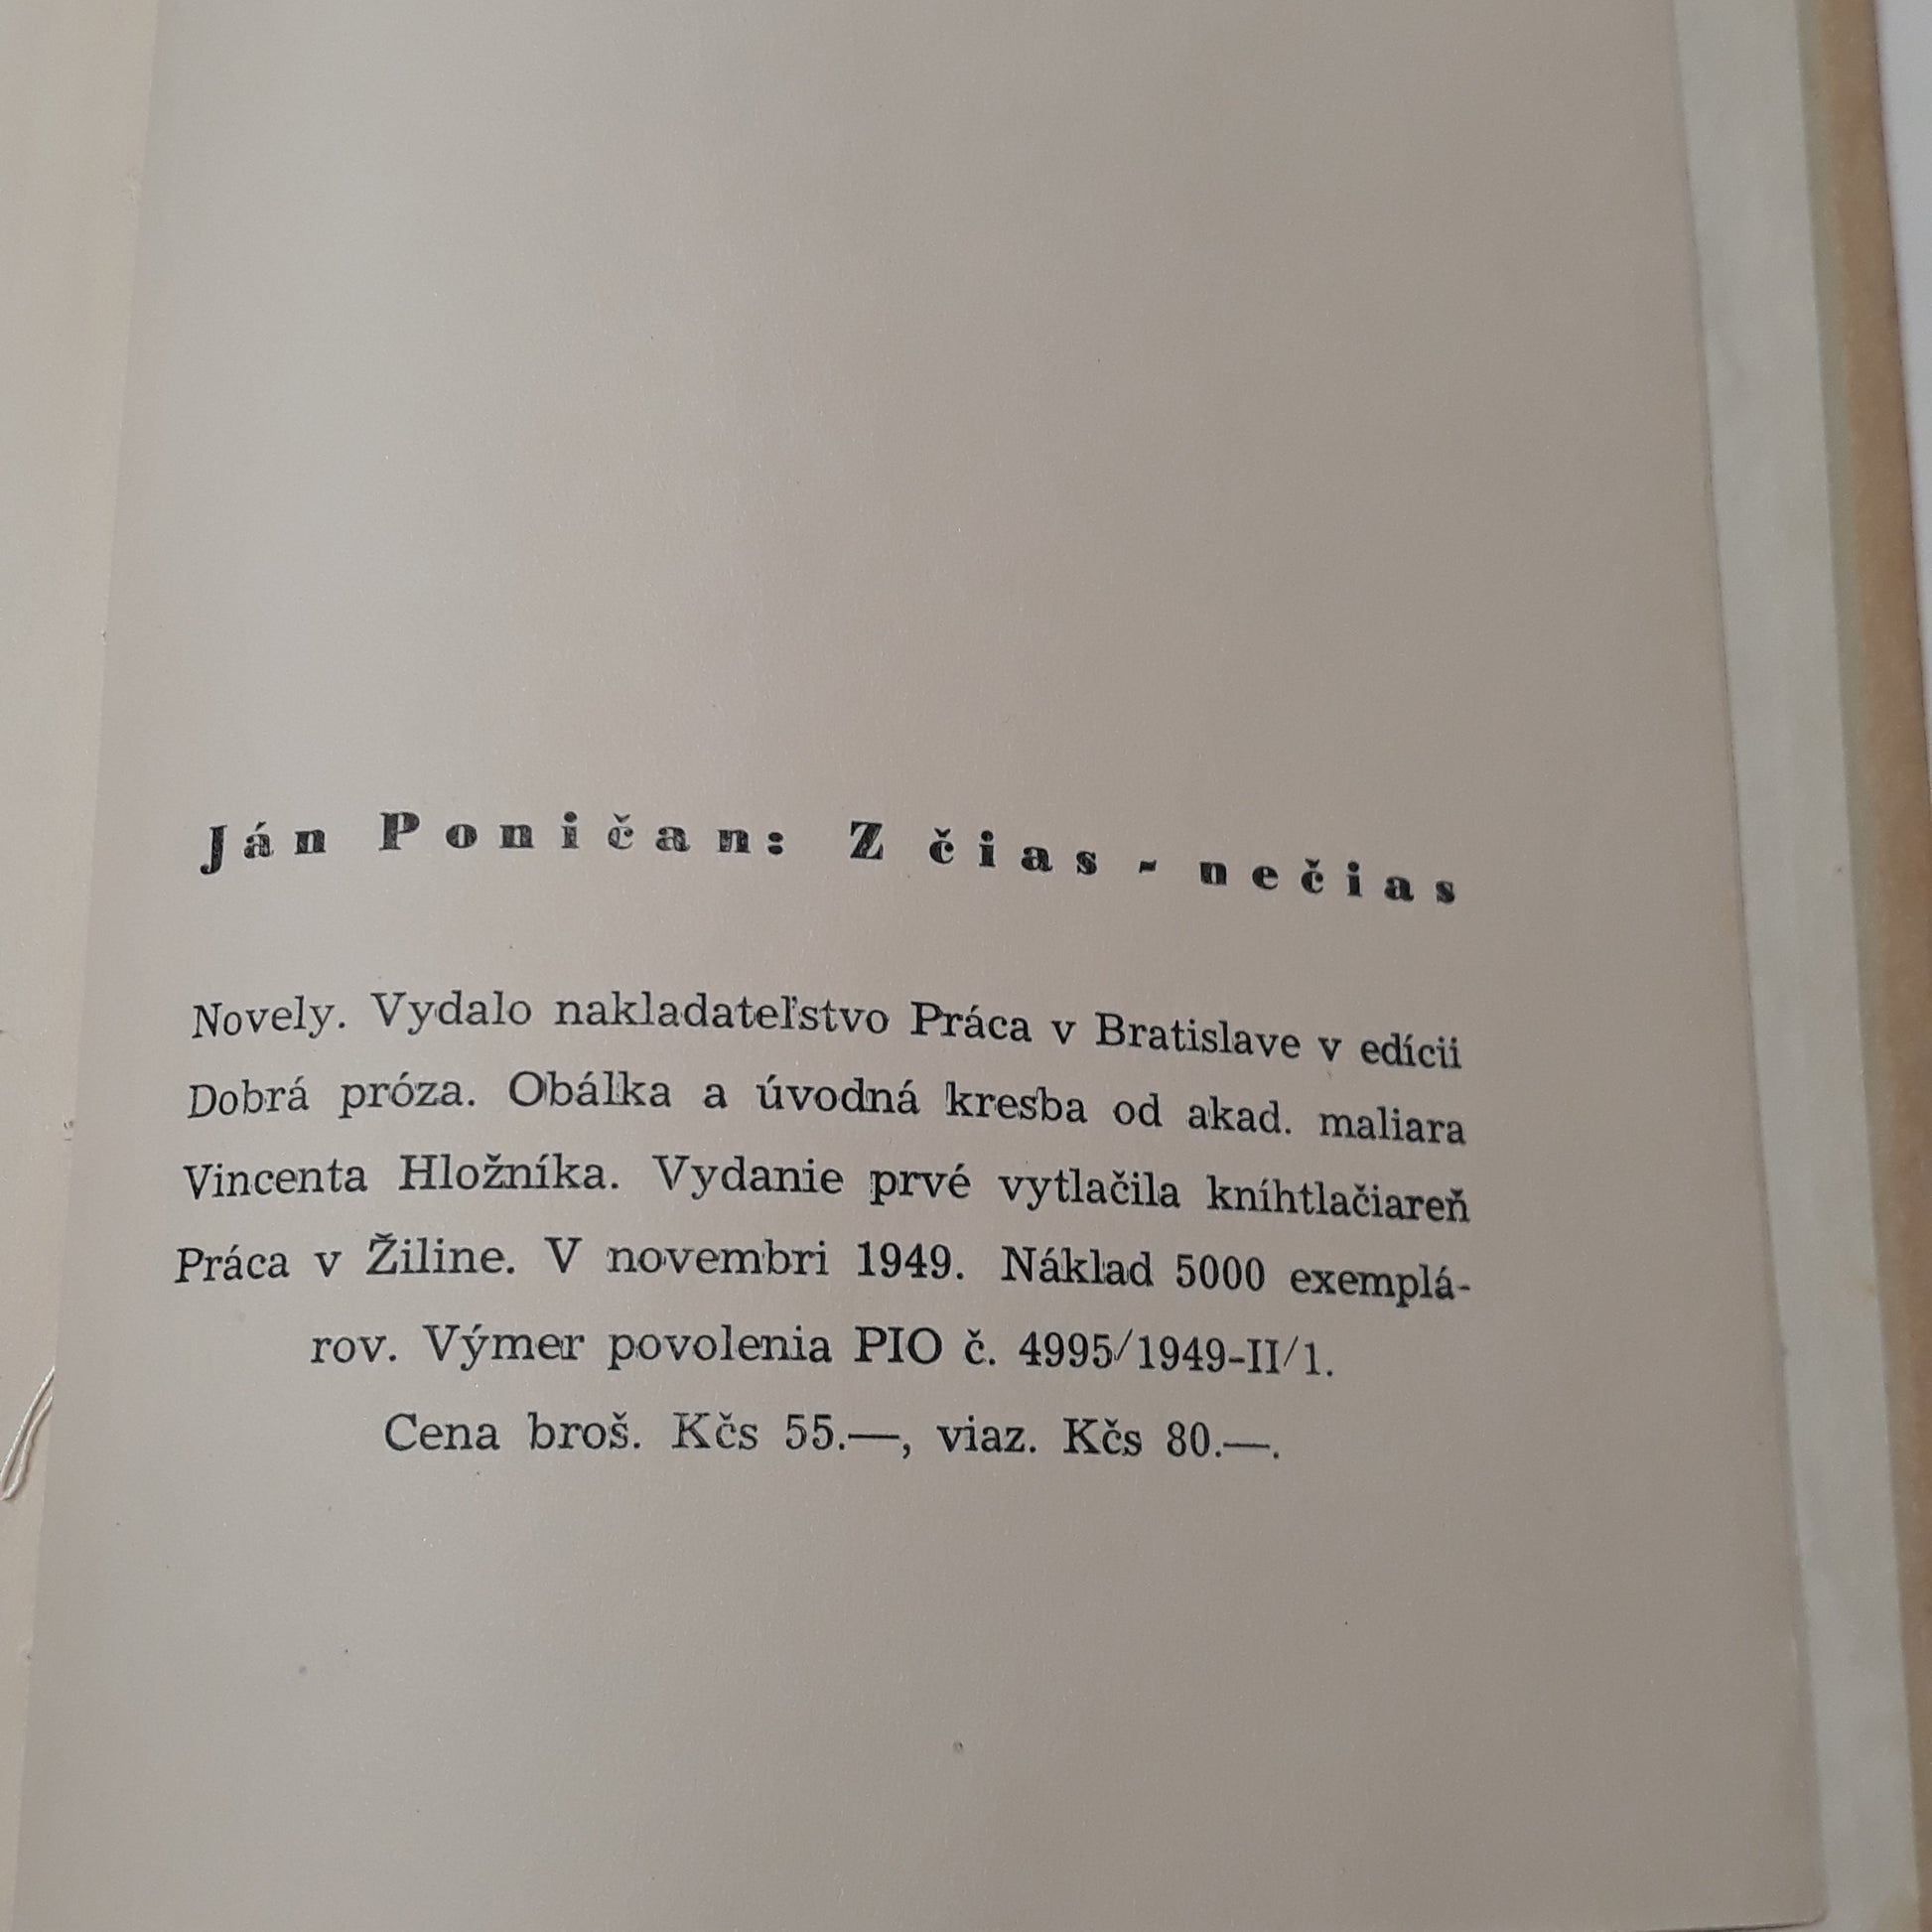 Ján Poničan: Z čias - nečias
Novely. Vydalo nakladateľstvo Práca v Bratislave v edícii
Dobrá próza. Obálka a úvodná kresba od akad. maliara
Vincenta Hložníka. Vydanie prvé vytlačila kníhtlačiareň
Práca v Žiline. V novembri 1949. Náklad 5000 exemplá-
rov. Výmer povolenia PIO č. 4995/1949-II/1.
Cena broš. Kčs 55.—, viaz. Kčs 80.—.